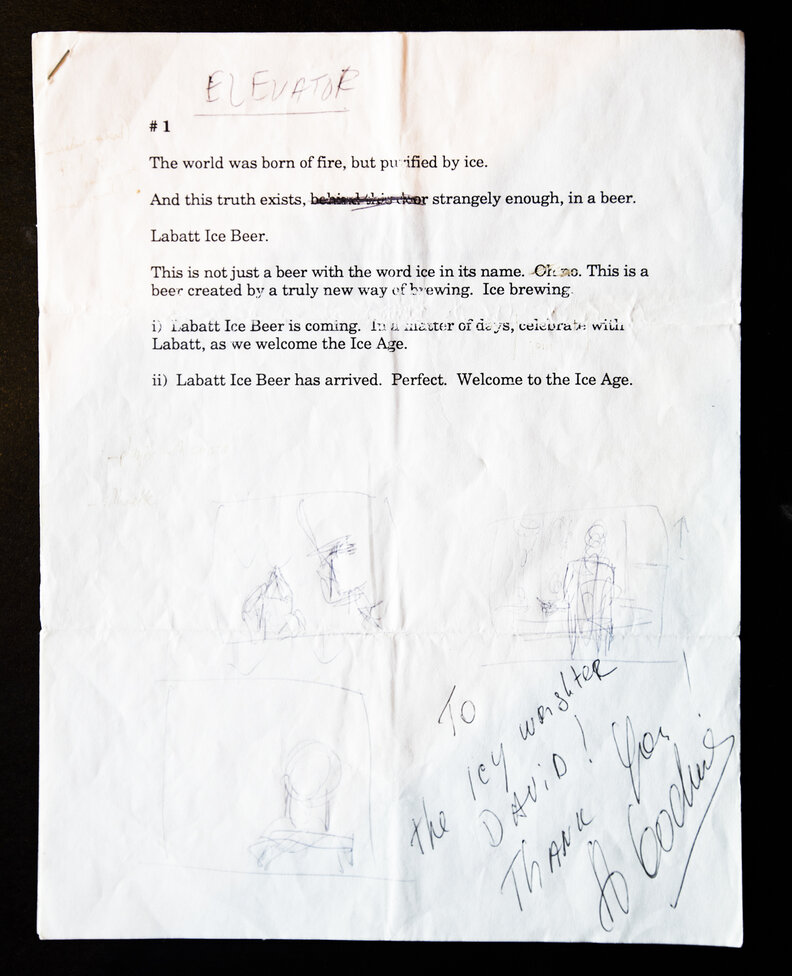 ELEVATOR
# 1
The world was born of fire, but purified by ice.
And this truth exists, behind this door strangely enough, in a beer.
Labatt Ice Beer.
This is not just a beer with the word ice in its name. Oh no. This is a
beer created by a truly new way of brewing. Ice brewing.
i) Labatt Ice Beer is coming. In a matter of days, celebrate with
Labatt, as we welcome the Ice Age.
ii) Labatt Ice Beer has arrived. Perfect. Welcome to the Ice Age.
TO
the ICY
DAViD!
THANK You!